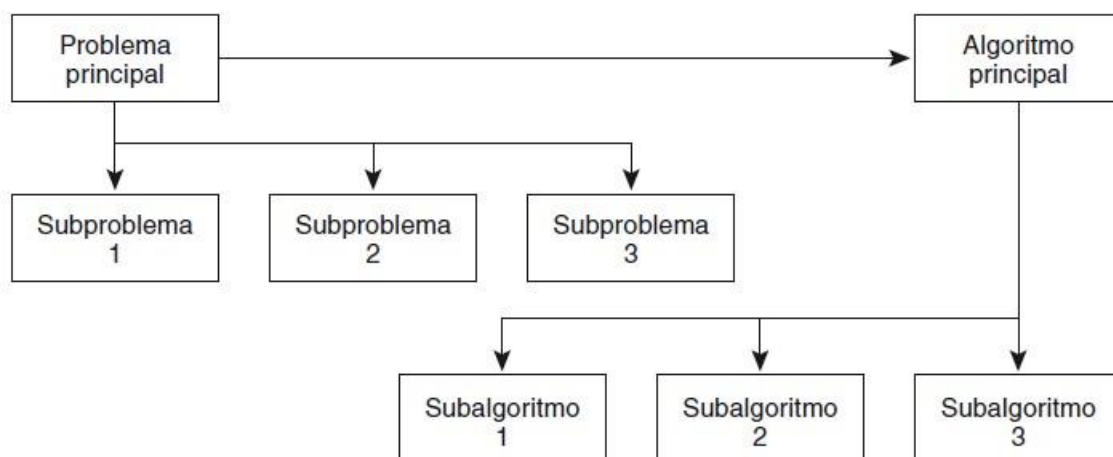 Problema
principal
Algoritmo
principal
Subproblema
1
Subproblema
2
Subproblema
3
Subalgoritmo
1
Subalgoritmo
2
Subalgoritmo
3